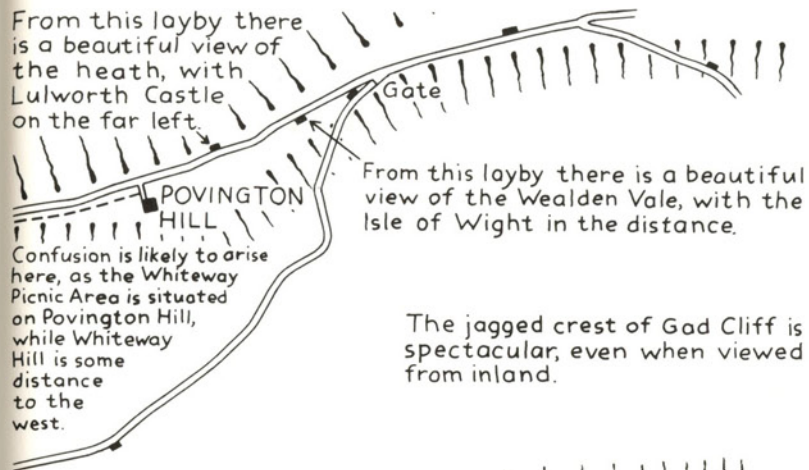 From this layby there
is a beautiful view of
the heath, with
Lulworth Castle
on the far left.
Gate
From this layby there is a beautiful
view of the Wealden Vale, with the
Isle of Wight in the distance.
POVINGTON
HILL
Confusion is likely to arise
here, as the Whiteway
Picnic Area is situated
on Povington Hill,
while Whiteway
Hill is some
distance
to the
west.
The jagged crest of Gad Cliff is
spectacular, even when viewed
from inland.